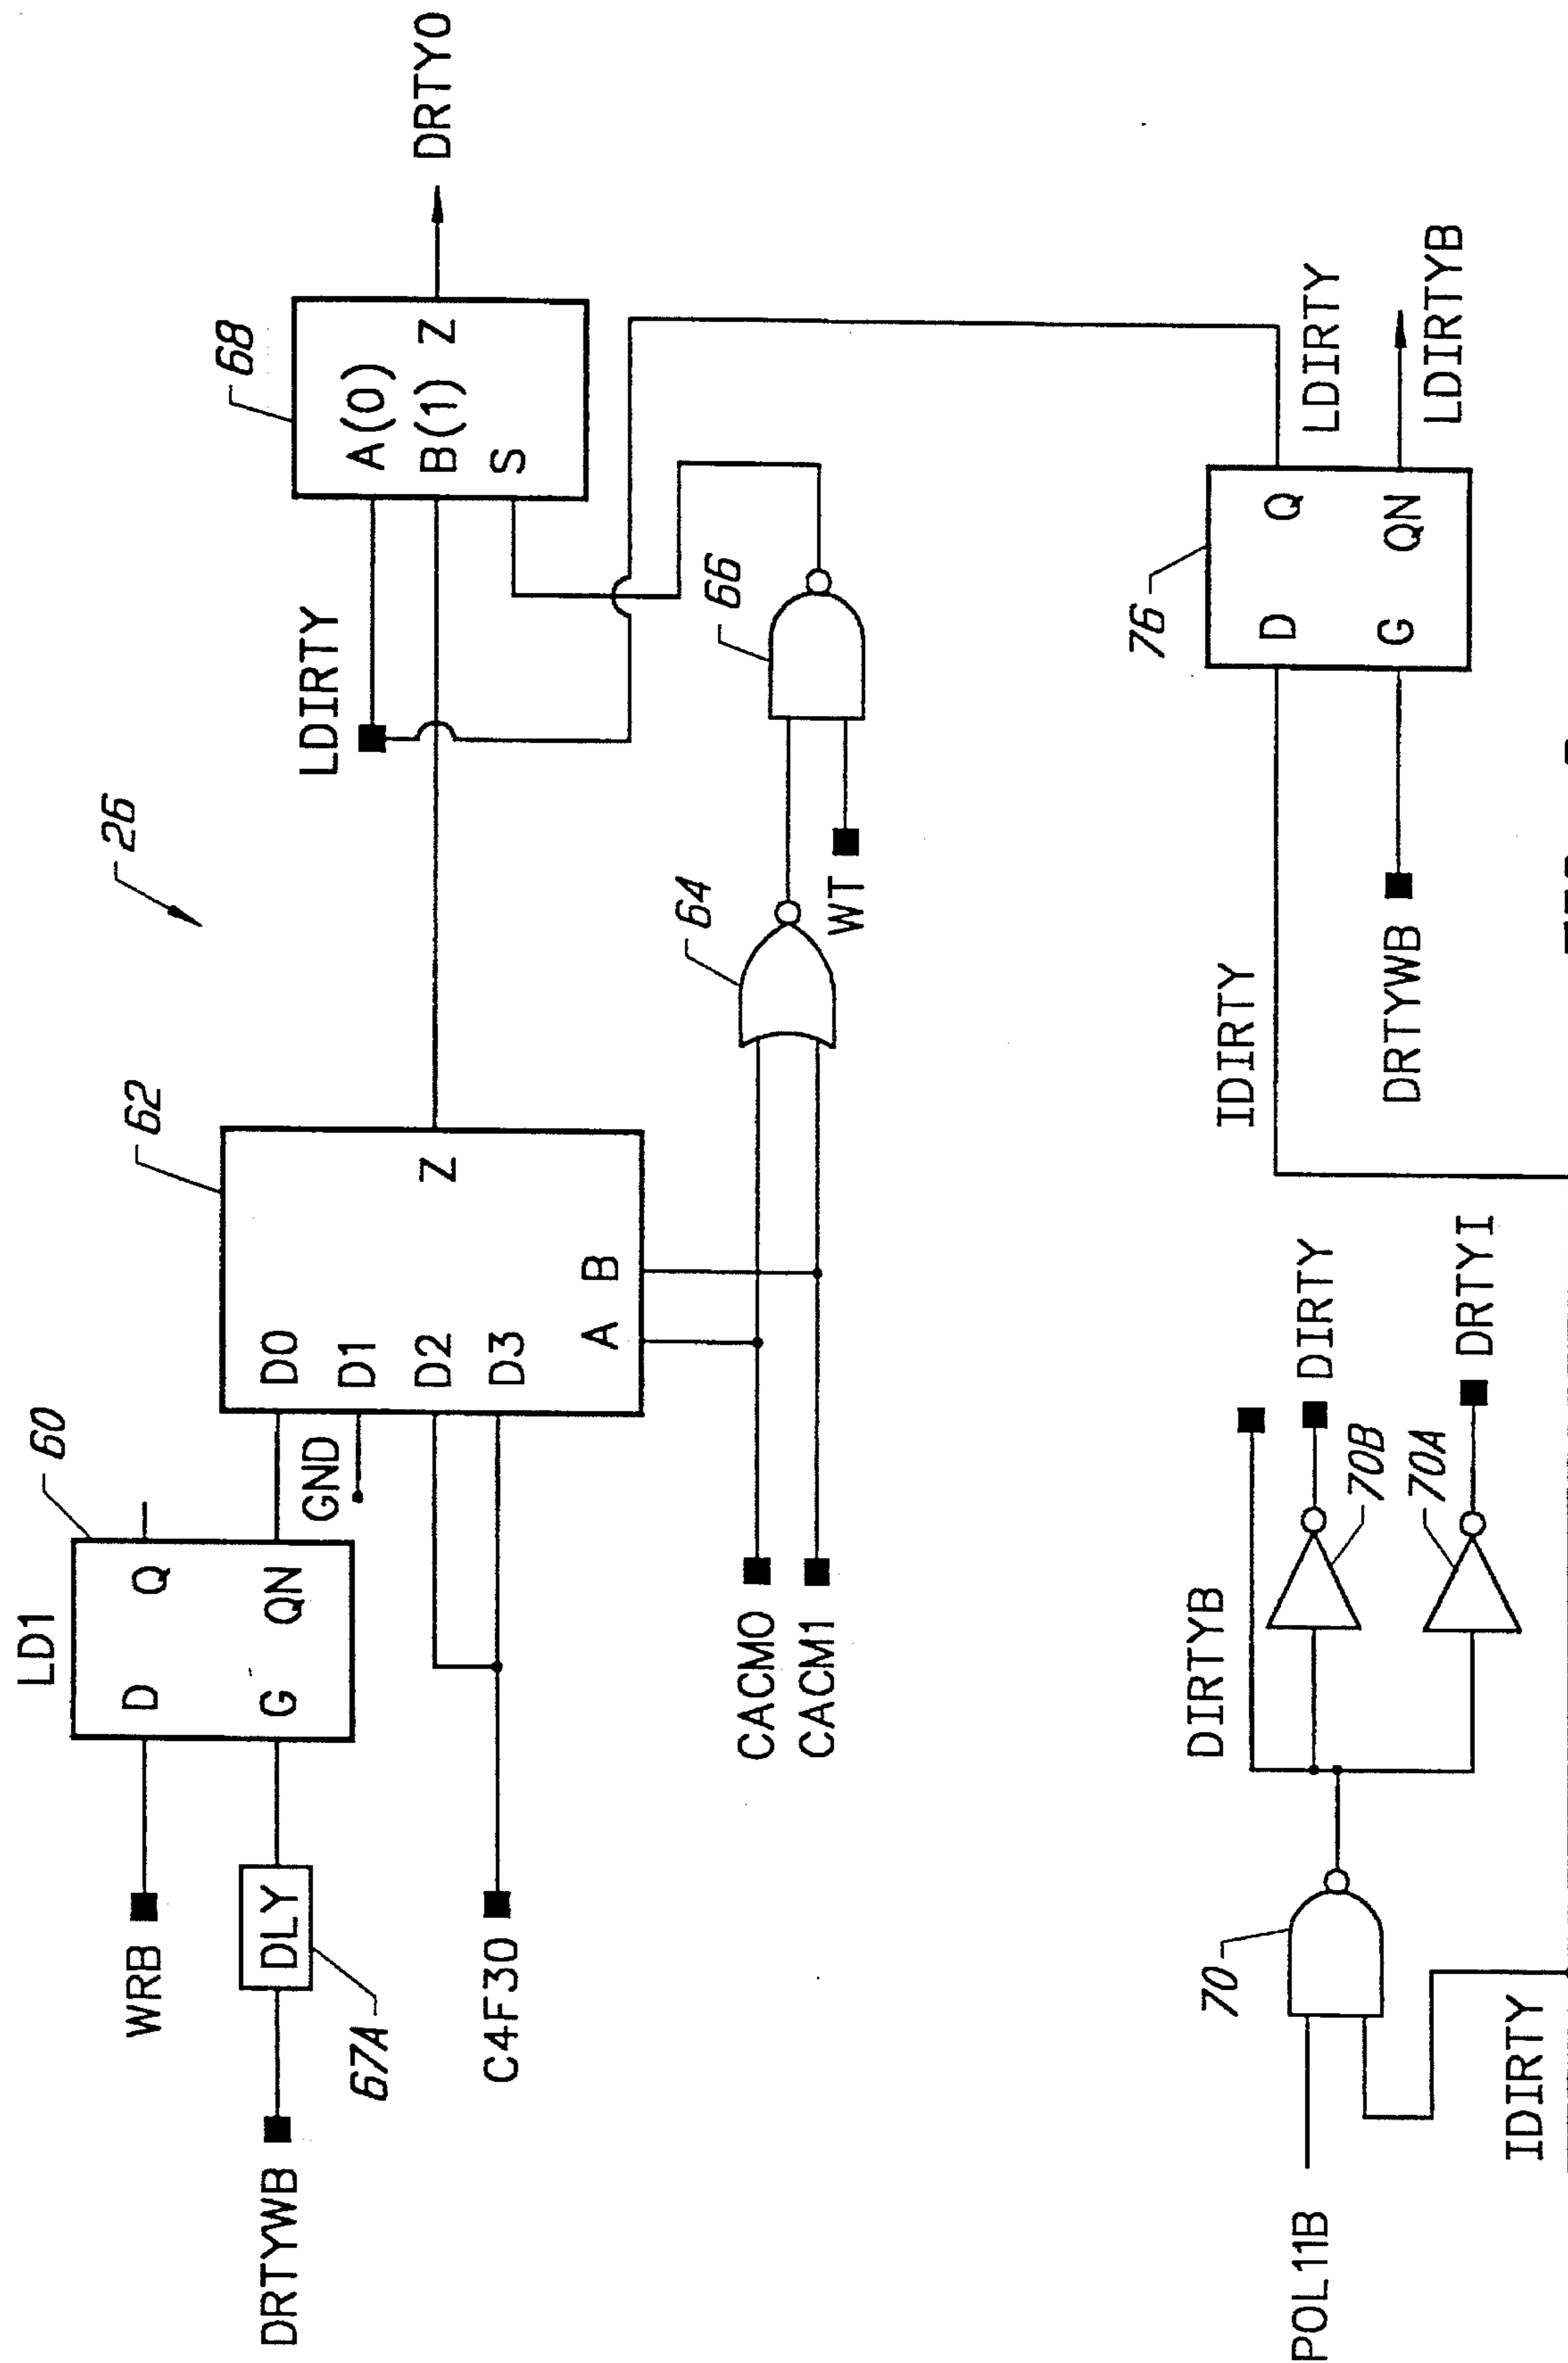 26
LD1
60
WRB
D
Q
G
QN
DRTYWB
DLY
67A
GND
C4F30
62
D0
D1
D2
D3
Z
A
B
CACM0
CACM1
64
WT
66
LDIRTY
68
A(0)
B(1)
Z
S
DRTYO
POL11B
IDIRTY
70
DIRTYB
70B
DIRTY
70A
DRTYI
IDIRTY
DRTYWB
76
D
Q
G
QN
LDIRTY
LDIRTYB